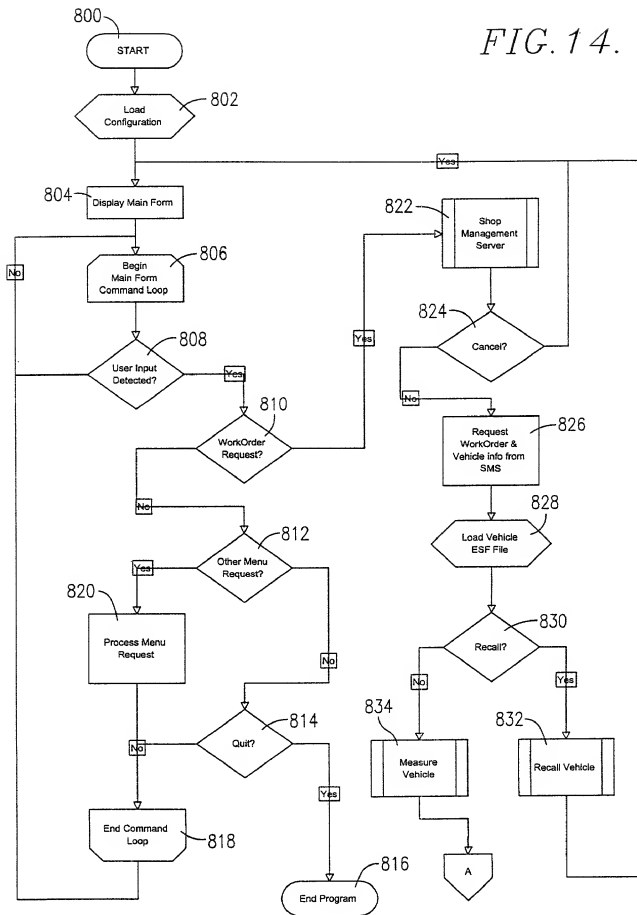 FIG. 14.
800
START
802
Load
Configuration
Yes
804
Display Main Form
822
Shop
Management
Server
No
806
Begin
Main Form
Command Loop
Yes
824
Cancel?
808
User Input
Detected?
Yes
810
WorkOrder
Request?
No
826
Request
WorkOrder &
Vehicle info from
SMS
No
828
Load Vehicle
ESF File
812
Other Menu
Request?
Yes
820
Process Menu
Request
830
Recall?
No
No
Yes
814
Quit?
No
834
Measure
Vehicle
832
Recall Vehicle
Yes
818
End Command
Loop
816
End Program
A